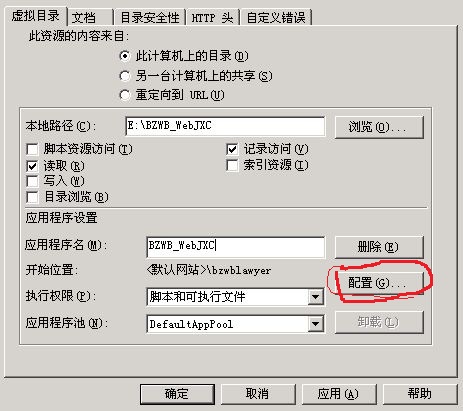 虚拟目录 文档 目录安全性 HTTP 头 自定义错误
此资源的内容来自:
此计算机上的目录(D)
另一台计算机上的共享(S)
重定向到 URL(U)
本地路径(C): E:\BZWB_WebJXC 浏览(O)...
脚本资源访问(T) 记录访问(V)
读取(R) 索引资源(I)
写入(W)
目录浏览(B)
应用程序设置
应用程序名(M): BZWB_WebJXC 删除(E)
开始位置: <默认网站>\bzwblawyer
配置(G)...
执行权限(P): 脚本和可执行文件
应用程序池(N): DefaultAppPool 卸载(L)
确定 取消 应用(A) 帮助